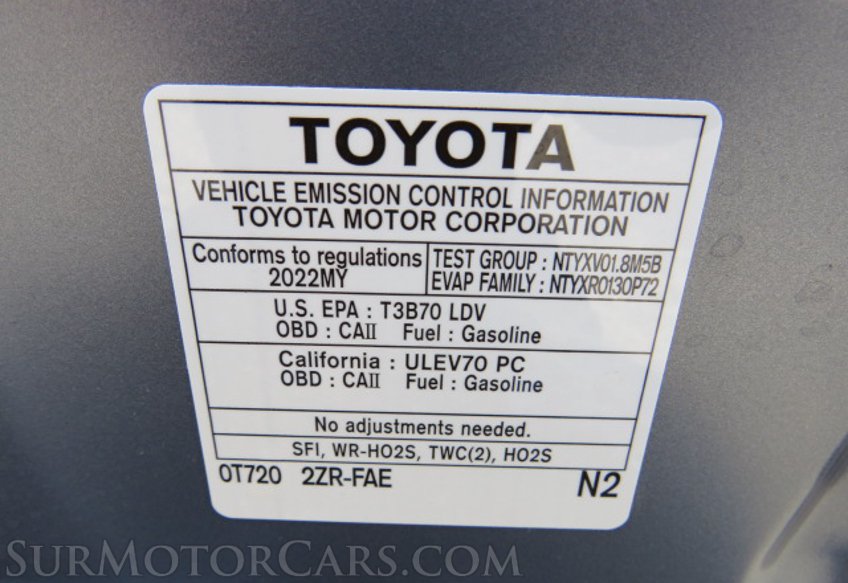 TOYOTA
VEHICLE EMISSION CONTROL INFORMATION
TOYOTA MOTOR CORPORATION
Conforms to regulations
2022MY
TEST GROUP : NTYXV01.8M5B
EVAP FAMILY : NTYXR0130P72
U.S. EPA : T3B70 LDV
OBD : CAII Fuel : Gasoline
California : ULEV70 PC
OBD : CAII Fuel : Gasoline
No adjustments needed.
SFI, WR-HO2S, TWC(2), HO2S
0T720 2ZR-FAE N2
SurMotorCars.com